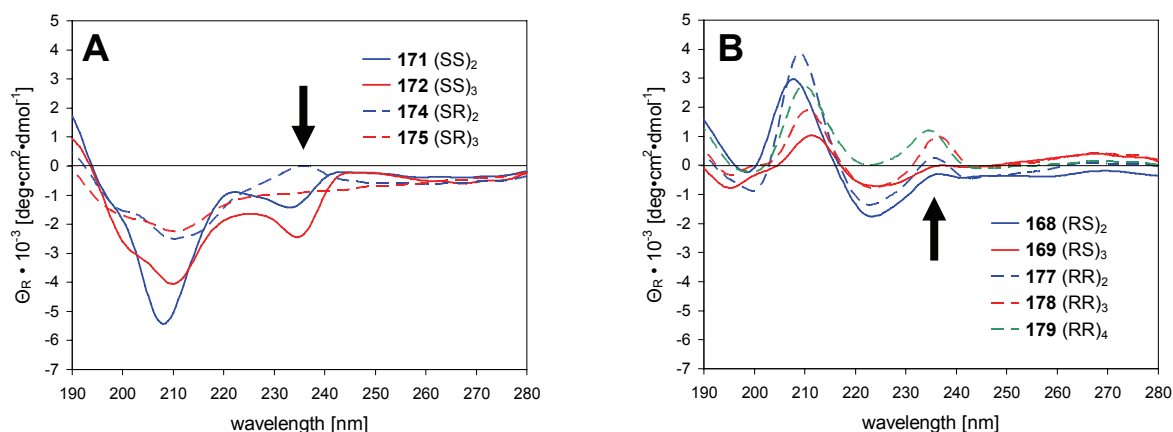 A
171 (SS)₂
172 (SS)₃
174 (SR)₂
175 (SR)₃
5
4
3
2
1
0
-1
-2
-3
-4
-5
-6
-7
Θ_R • 10⁻³ [deg•cm²•dmol⁻¹]
190 200 210 220 230 240 250 260 270 280
wavelength [nm]
B
5
4
3
2
1
0
-1
-2
-3
-4
-5
-6
-7
Θ_R • 10⁻³ [deg•cm²•dmol⁻¹]
168 (RS)₂
169 (RS)₃
177 (RR)₂
178 (RR)₃
179 (RR)₄
190 200 210 220 230 240 250 260 270 280
wavelength [nm]